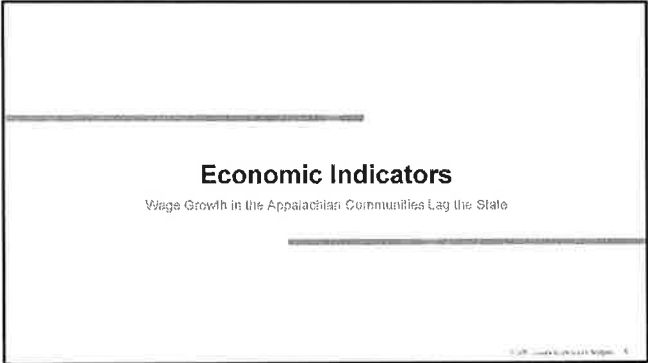 Economic Indicators
Wage Growth in the Appalachian Communities Lag the State